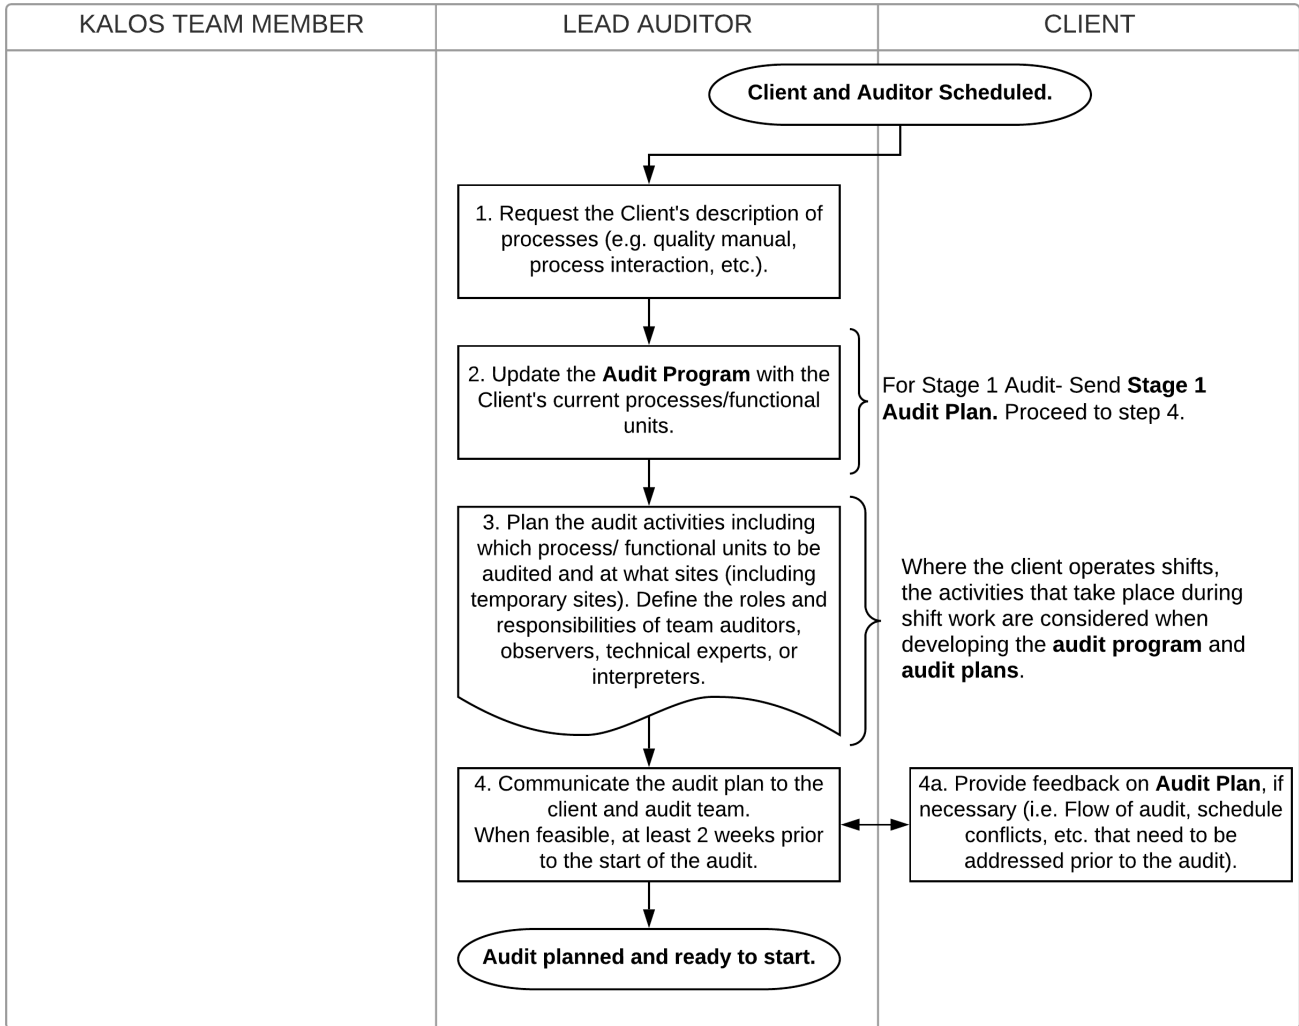 KALOS TEAM MEMBER
LEAD AUDITOR
CLIENT
Client and Auditor Scheduled.
1. Request the Client's description of
processes (e.g. quality manual,
process interaction, etc.).
2. Update the Audit Program with the
Client's current processes/functional
units.
For Stage 1 Audit- Send Stage 1
Audit Plan. Proceed to step 4.
3. Plan the audit activities including
which process/ functional units to be
audited and at what sites (including
temporary sites). Define the roles and
responsibilities of team auditors,
observers, technical experts, or
interpreters.
Where the client operates shifts,
the activities that take place during
shift work are considered when
developing the audit program and
audit plans.
4. Communicate the audit plan to the
client and audit team.
When feasible, at least 2 weeks prior
to the start of the audit.
4a. Provide feedback on Audit Plan, if
necessary (i.e. Flow of audit, schedule
conflicts, etc. that need to be
addressed prior to the audit).
Audit planned and ready to start.